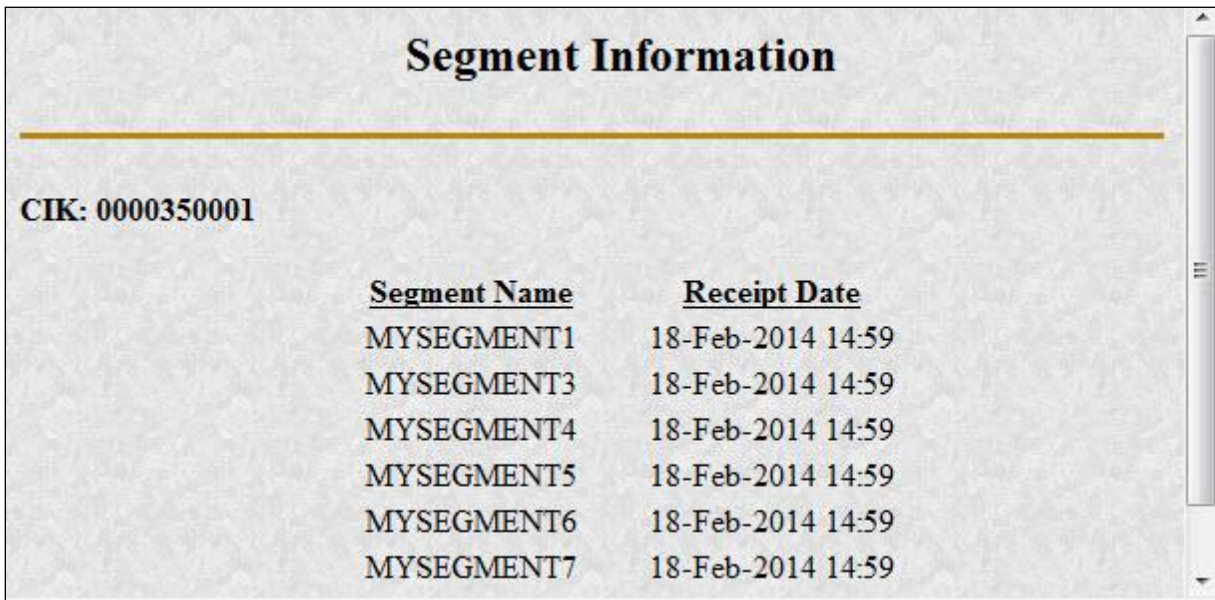 Segment Information
CIK: 0000350001
Segment Name Receipt Date
MYSEGMENT1 18-Feb-2014 14:59
MYSEGMENT3 18-Feb-2014 14:59
MYSEGMENT4 18-Feb-2014 14:59
MYSEGMENT5 18-Feb-2014 14:59
MYSEGMENT6 18-Feb-2014 14:59
MYSEGMENT7 18-Feb-2014 14:59